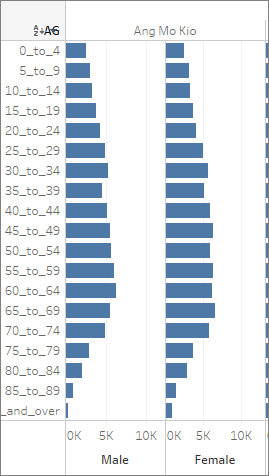 AG
Ang Mo Kio
0_to_4
5_to_9
10_to_14
15_to_19
20_to_24
25_to_29
30_to_34
35_to_39
40_to_44
45_to_49
50_to_54
55_to_59
60_to_64
65_to_69
70_to_74
75_to_79
80_to_84
85_to_89
_and_over
0K 5K 10K 0K 5K 10K
Male Female